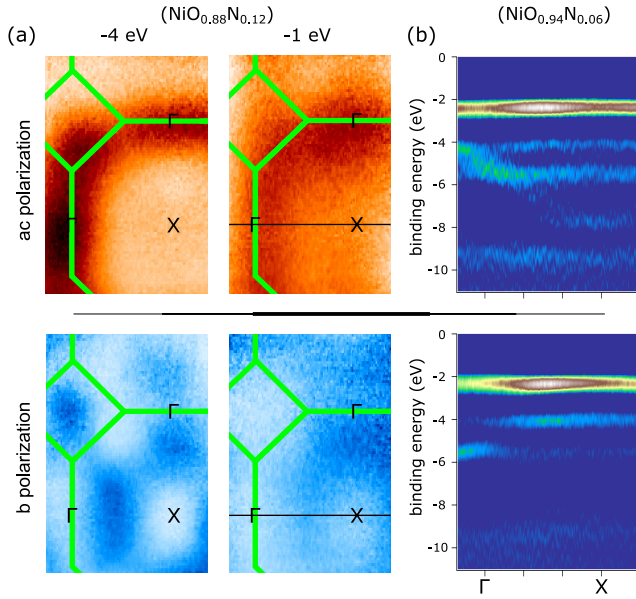 (NiO0.88N0.12)
(NiO0.94N0.06)
(a)
-4 eV
-1 eV
(b)
ac polarization
Γ
Γ
Γ
X
Γ
X
binding energy (eV)
0
-2
-4
-6
-8
-10
b polarization
Γ
Γ
Γ
X
Γ
X
binding energy (eV)
0
-2
-4
-6
-8
-10
Γ
X